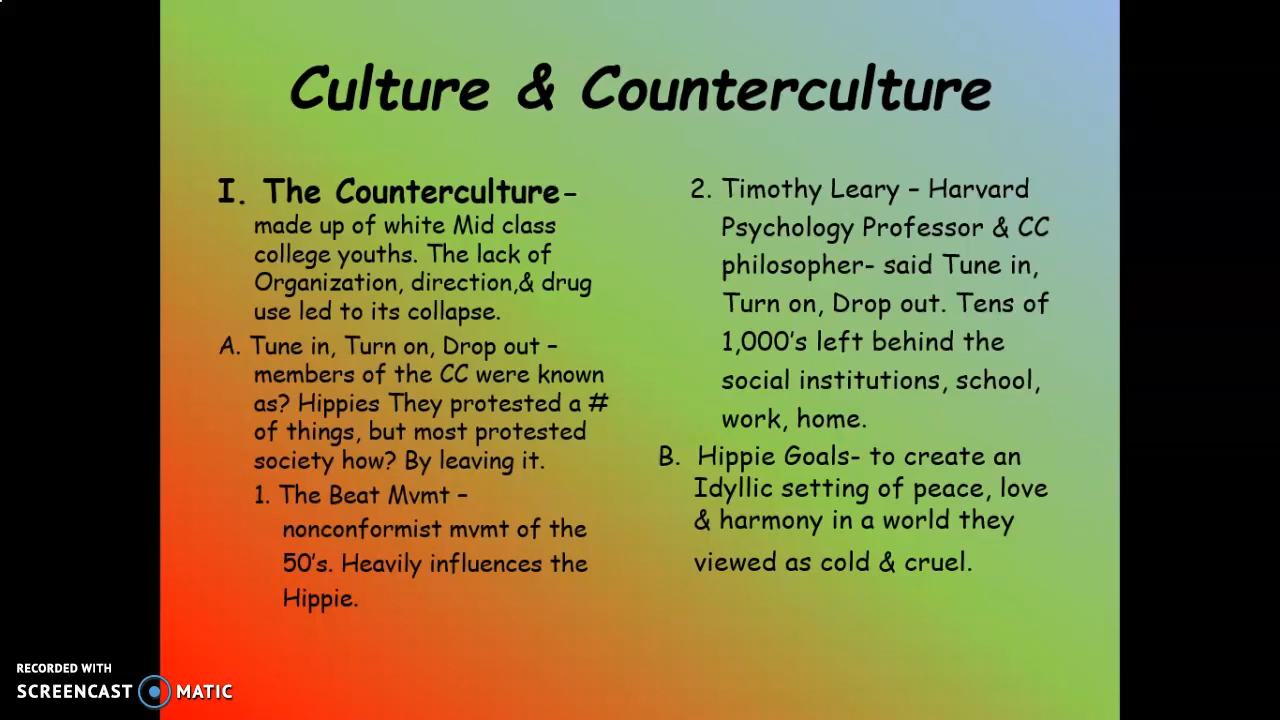 Culture & Counterculture
I. The Counterculture-
made up of white Mid class
college youths. The lack of
Organization, direction,& drug
use led to its collapse.
A. Tune in, Turn on, Drop out –
members of the CC were known
as? Hippies They protested a #
of things, but most protested
society how? By leaving it.
1. The Beat Mvmt –
nonconformist mvmt of the
50's. Heavily influences the
Hippie.
2. Timothy Leary – Harvard
Psychology Professor & CC
philosopher- said Tune in,
Turn on, Drop out. Tens of
1,000's left behind the
social institutions, school,
work, home.
B. Hippie Goals- to create an
Idyllic setting of peace, love
& harmony in a world they
viewed as cold & cruel.
RECORDED WITH
SCREENCAST MATIC